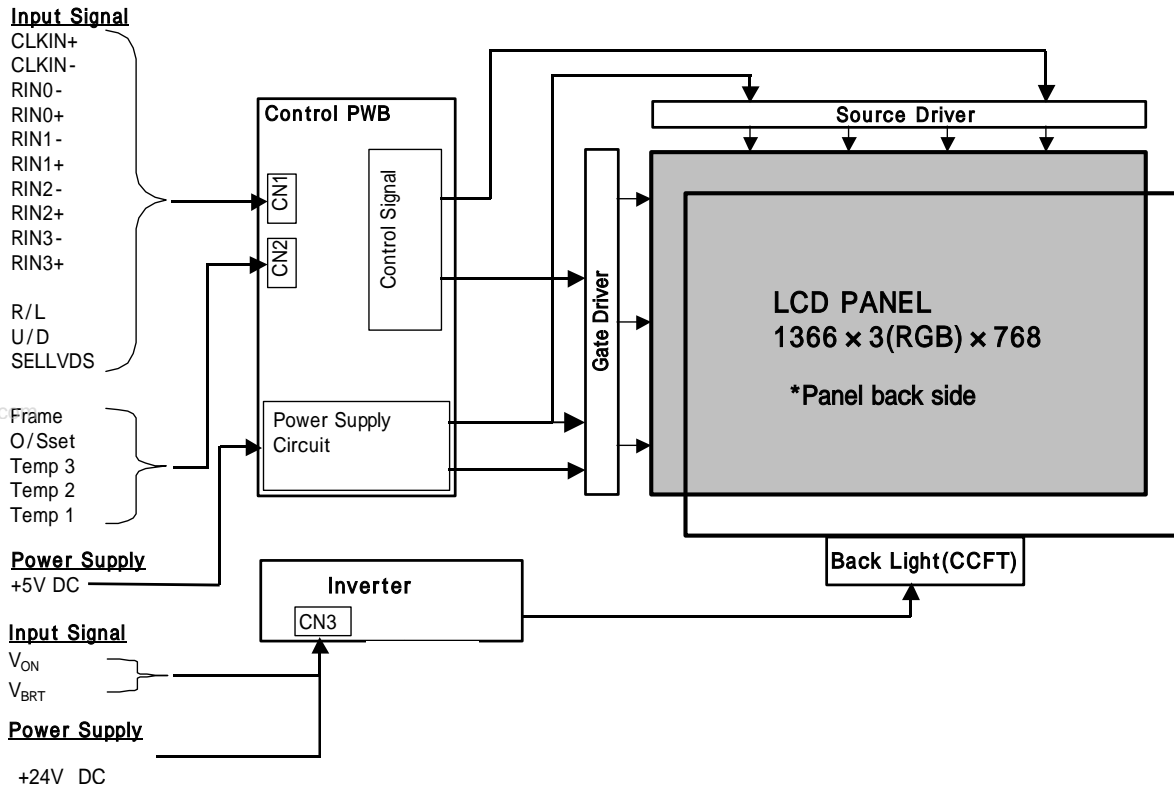 Input Signal
CLKIN+
CLKIN-
RIN0-
RIN0+
RIN1-
RIN1+
RIN2-
RIN2+
RIN3-
RIN3+
R/L
U/D
SELLVDS
Frame
O/Sset
Temp 3
Temp 2
Temp 1
Power Supply
+5V DC
Input Signal
VON
VBRT
Power Supply
+24V DC
Control PWB
CN1
CN2
Control Signal
Power Supply
Circuit
Inverter
CN3
Source Driver
Gate Driver
LCD PANEL
1366 × 3(RGB) × 768
*Panel back side
Back Light(CCFT)